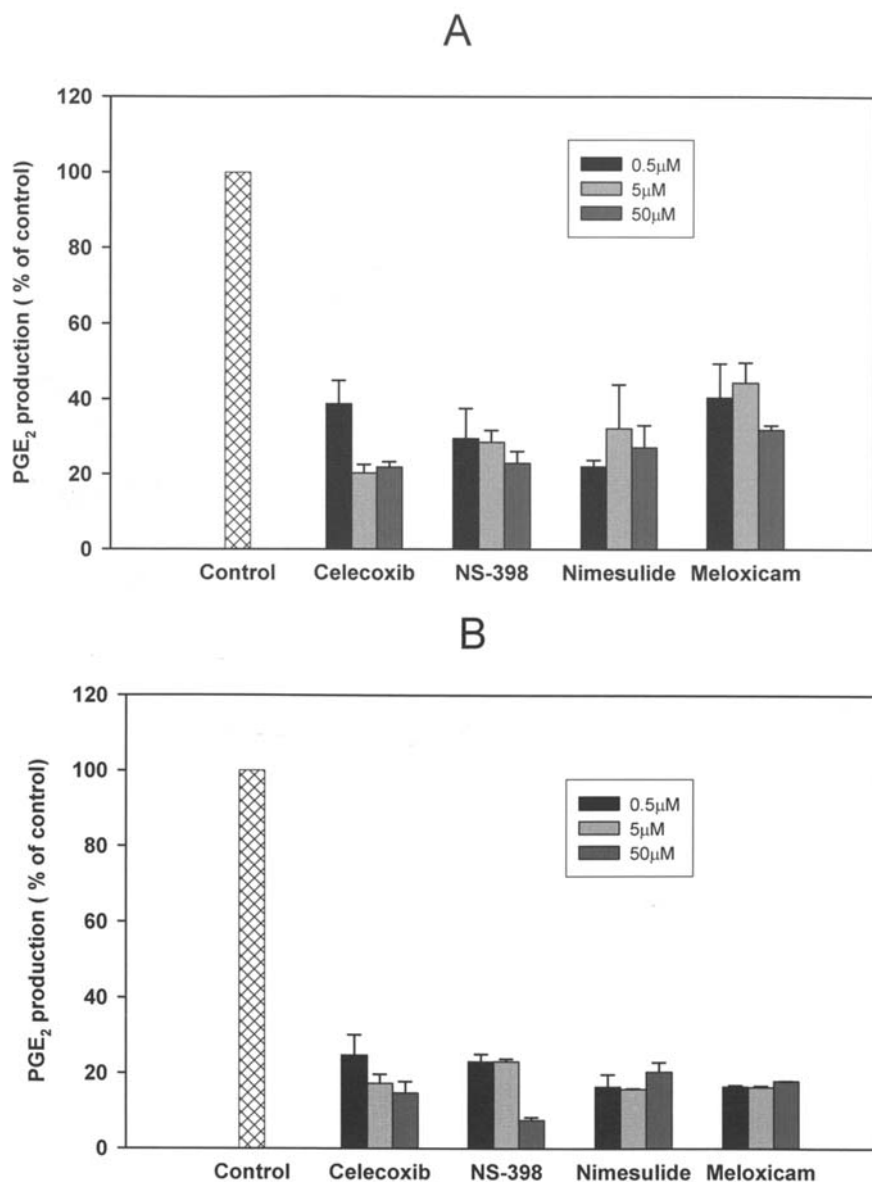 A
120
100
80
60
40
20
0
PGE₂ production ( % of control)
0.5μM
5μM
50μM
Control Celecoxib NS-398 Nimesulide Meloxicam
B
120
100
80
60
40
20
0
PGE₂ production ( % of control)
0.5μM
5μM
50μM
Control Celecoxib NS-398 Nimesulide Meloxicam